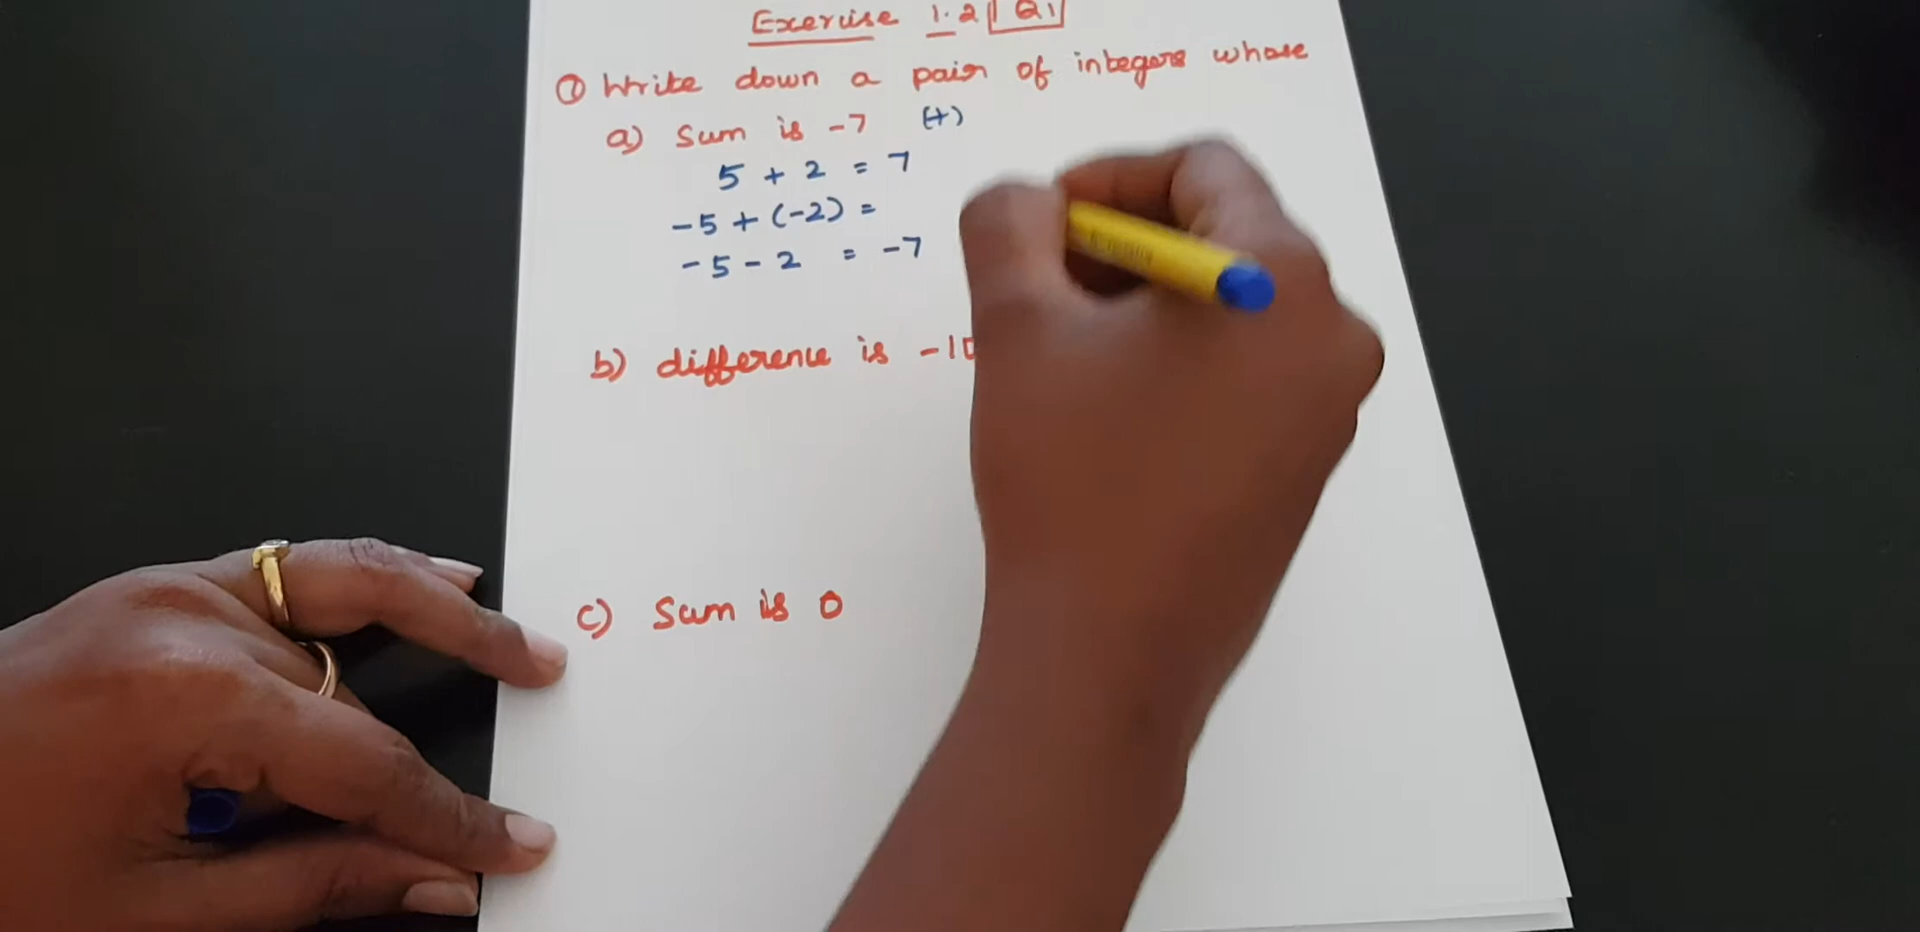 Exercise 1.2 | Q1
① Write down a pair of integers whose
a) Sum is -7 (+)
5 + 2 = 7
-5 + (-2) =
-5 - 2 = -7
b) difference is -10
c) Sum is 0